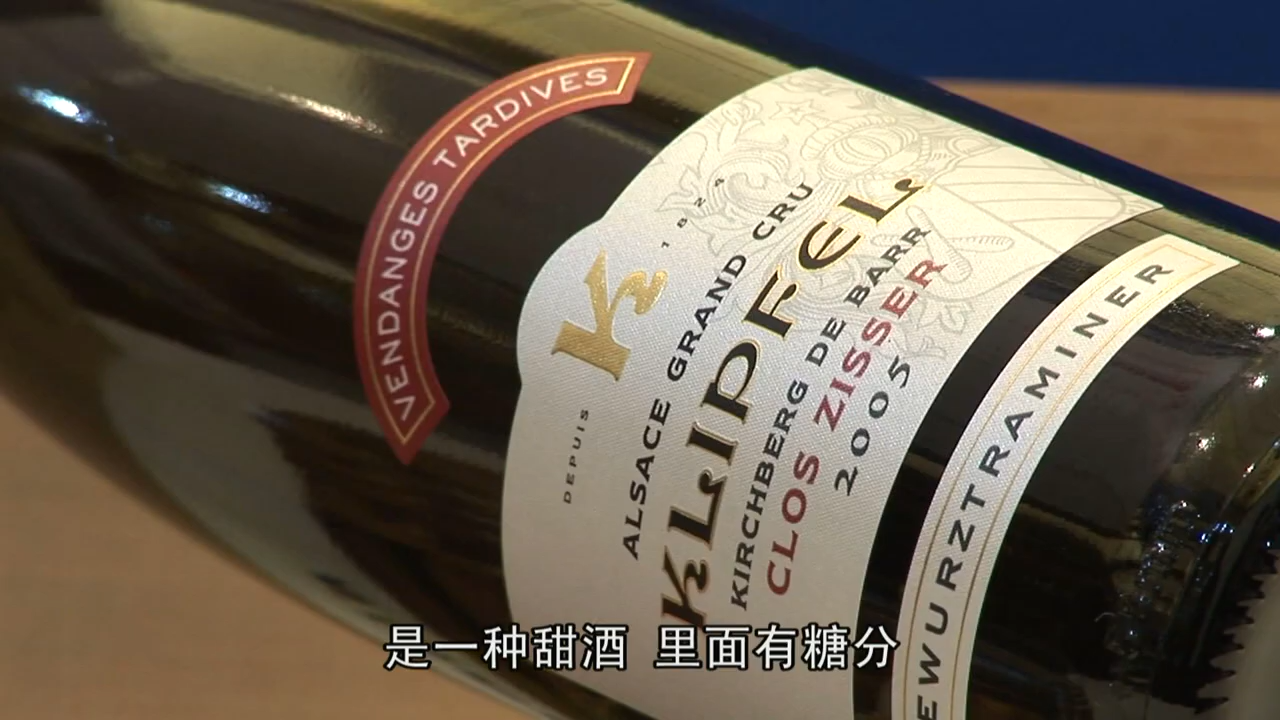 VENDANGES TARDIVES
K
DEPUIS 1824
ALSACE GRAND CRU
KLIPFEL
KIRCHBERG DE BARR
CLOS ZISSER
2005
EWURZTRAMINER
是一种甜酒 里面有糖分